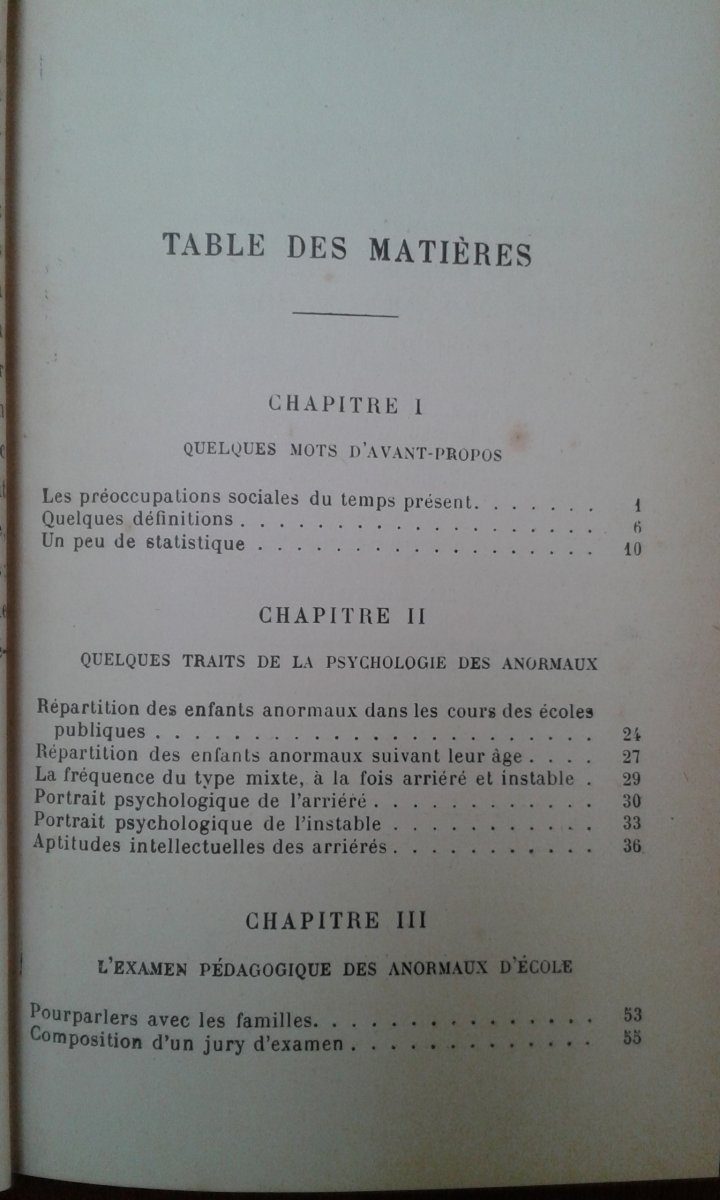 TABLE DES MATIÈRES
CHAPITRE I
QUELQUES MOTS D'AVANT-PROPOS
Les préoccupations sociales du temps présent. . . . . . . 1
Quelques définitions . . . . . . . . . . . . . . . . . 6
Un peu de statistique . . . . . . . . . . . . . . . . 10
CHAPITRE II
QUELQUES TRAITS DE LA PSYCHOLOGIE DES ANORMAUX
Répartition des enfants anormaux dans les cours des écoles
publiques . . . . . . . . . . . . . . . . . . . . . . 24
Répartition des enfants anormaux suivant leur âge . . . . 27
La fréquence du type mixte, à la fois arriéré et instable . 29
Portrait psychologique de l'arriéré . . . . . . . . . . . 30
Portrait psychologique de l'instable . . . . . . . . . . 33
Aptitudes intellectuelles des arriérés . . . . . . . . . . 36
CHAPITRE III
L'EXAMEN PÉDAGOGIQUE DES ANORMAUX D'ÉCOLE
Pourparlers avec les familles. . . . . . . . . . . . . . 53
Composition d'un jury d'examen . . . . . . . . . . . . 55